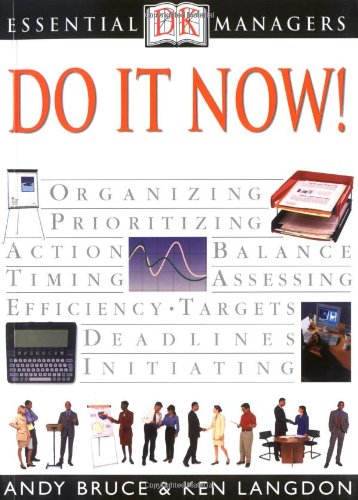 ESSENTIAL DK MANAGERS
DO IT NOW!
ORGANIZING
PRIORITIZING
ACTION BALANCE
TIMING ASSESSING
EFFICIENCY • TARGETS
DEADLINES
INITIATING
ANDY BRUCE & KEN LANGDON